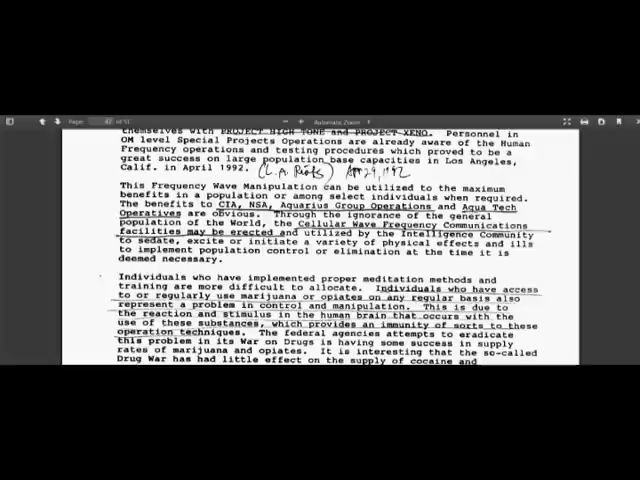 Page: 47 of 51 Automatic Zoom
themselves with PROJECT HIGH TONE and PROJECT XENO. Personnel in
OM level Special Projects Operations are already aware of the Human
Frequency operations and testing procedures which proved to be a
great success on large population base capacities in Los Angeles,
Calif. in April 1992. (L.A. Riots) Apr 29, 1992
This Frequency Wave Manipulation can be utilized to the maximum
benefits in a population or among select individuals when required.
The benefits to CIA, NSA, Aquarius Group Operations and Aqua Tech
Operatives are obvious. Through the ignorance of the general
population of the World, the Cellular Wave Frequency Communications
facilities may be erected and utilized by the Intelligence Community
to sedate, excite or initiate a variety of physical effects and ills
to implement population control or elimination at the time it is
deemed necessary.
Individuals who have implemented proper meditation methods and
training are more difficult to allocate. Individuals who have access
to or regularly use marijuana or opiates on any regular basis also
represent a problem in control and manipulation. This is due to
the reaction and stimulus in the human brain that occurs with the
use of these substances, which provides an immunity of sorts to these
operation techniques. The federal agencies attempts to eradicate
this problem in its War on Drugs is having some success in supply
rates of marijuana and opiates. It is interesting that the so-called
Drug War has had little effect on the supply of cocaine and